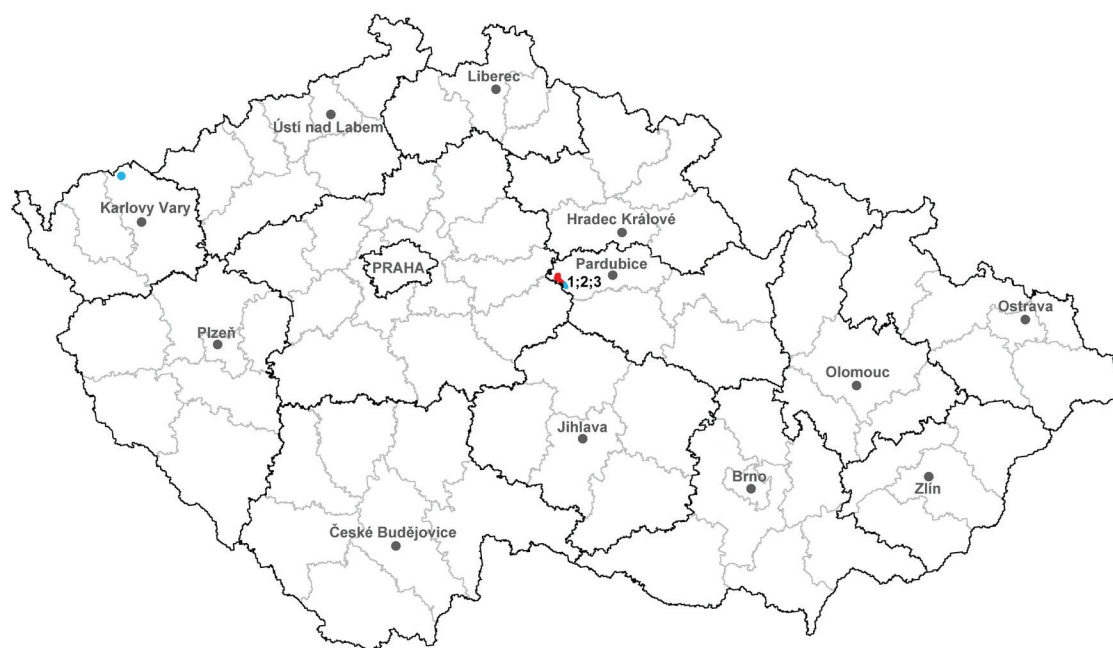 Liberec
Ústí nad Labem
Karlovy Vary
Hradec Králové
PRAHA
Pardubice
1;2;3
Ostrava
Plzeň
Olomouc
Jihlava
Brno
Zlín
České Budějovice